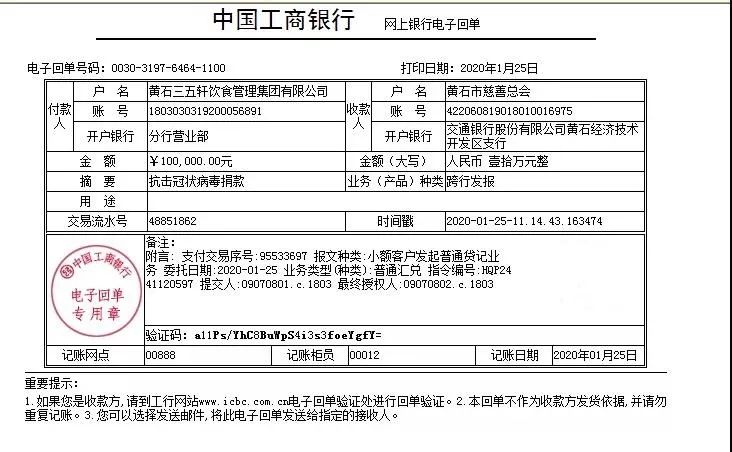 中国工商银行 网上银行电子回单
电子回单号码：0030-3197-6464-1100 打印日期：2020年1月25日
付款人 户 名 黄石三五轩饮食管理集团有限公司 收款人 户 名 黄石市慈善总会
账 号 1803030319200056891 账 号 422060819018010016975
开户银行 分行营业部 开户银行 交通银行股份有限公司黄石经济技术
开发区支行
金 额 ￥100,000.00元 金额（大写） 人民币 壹拾万元整
摘 要 抗击冠状病毒捐款 业务（产品）种类 跨行发报
用 途
交易流水号 48851862 时间戳 2020-01-25-11.14.43.163474
中国工商银行
电子回单
专用章
备注：
附言: 支付交易序号:95533697 报文种类:小额客户发起普通贷记业
务 委托日期:2020-01-25 业务类型(种类):普通汇兑 指令编号:HQP24
41120597 提交人:09070801.c.1803 最终授权人:09070802.c.1803
验证码: a11Ps/YhC8BuWpS4i3s3foeYgfY=
记账网点 00888 记账柜员 00012 记账日期 2020年01月25日
重要提示：
1.如果您是收款方,请到工行网站www.icbc.com.cn电子回单验证处进行回单验证。2.本回单不作为收款方发货依据,并请勿
重复记账。3.您可以选择发送邮件,将此电子回单发送给指定的接收人。